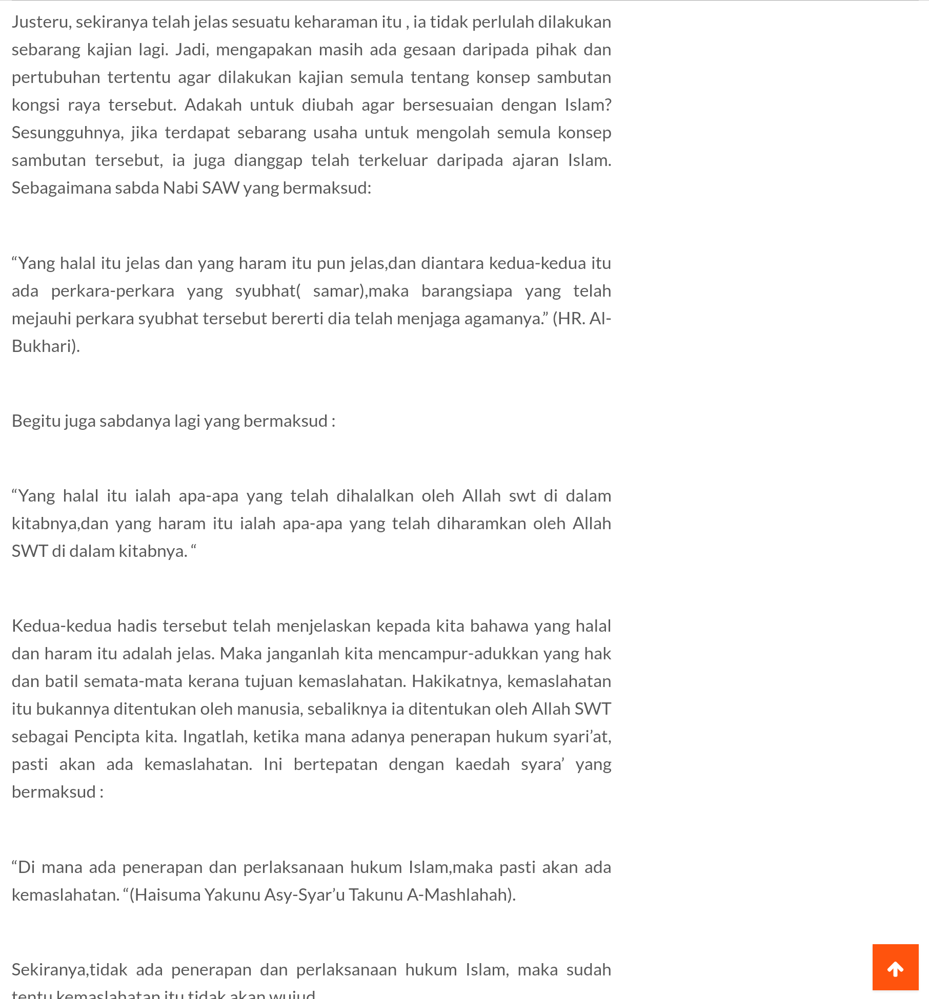 Justeru, sekiranya telah jelas sesuatu keharaman itu , ia tidak perlulah dilakukan
sebarang kajian lagi. Jadi, mengapakan masih ada gesaan daripada pihak dan
pertubuhan tertentu agar dilakukan kajian semula tentang konsep sambutan
kongsi raya tersebut. Adakah untuk diubah agar bersesuaian dengan Islam?
Sesungguhnya, jika terdapat sebarang usaha untuk mengolah semula konsep
sambutan tersebut, ia juga dianggap telah terkeluar daripada ajaran Islam.
Sebagaimana sabda Nabi SAW yang bermaksud:
“Yang halal itu jelas dan yang haram itu pun jelas,dan diantara kedua-kedua itu
ada perkara-perkara yang syubhat( samar),maka barangsiapa yang telah
mejauhi perkara syubhat tersebut bererti dia telah menjaga agamanya.” (HR. Al-
Bukhari).
Begitu juga sabdanya lagi yang bermaksud :
“Yang halal itu ialah apa-apa yang telah dihalalkan oleh Allah swt di dalam
kitabnya,dan yang haram itu ialah apa-apa yang telah diharamkan oleh Allah
SWT di dalam kitabnya. “
Kedua-kedua hadis tersebut telah menjelaskan kepada kita bahawa yang halal
dan haram itu adalah jelas. Maka janganlah kita mencampur-adukkan yang hak
dan batil semata-mata kerana tujuan kemaslahatan. Hakikatnya, kemaslahatan
itu bukannya ditentukan oleh manusia, sebaliknya ia ditentukan oleh Allah SWT
sebagai Pencipta kita. Ingatlah, ketika mana adanya penerapan hukum syari’at,
pasti akan ada kemaslahatan. Ini bertepatan dengan kaedah syara’ yang
bermaksud :
“Di mana ada penerapan dan perlaksanaan hukum Islam,maka pasti akan ada
kemaslahatan. “(Haisuma Yakunu Asy-Syar’u Takunu A-Mashlahah).
Sekiranya,tidak ada penerapan dan perlaksanaan hukum Islam, maka sudah
tentu kemaslahatan itu tidak akan wujud